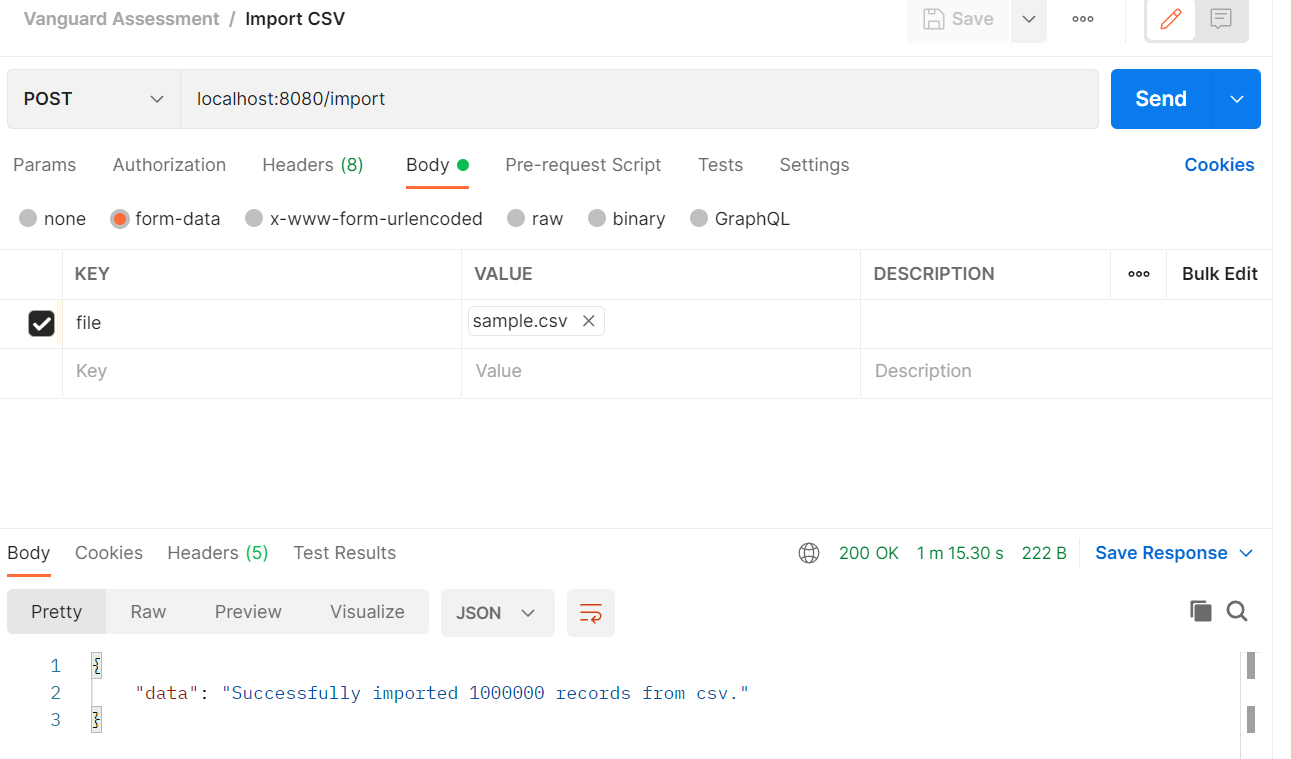 Vanguard Assessment / Import CSV
Save
POST
localhost:8080/import
Send
Params Authorization Headers (8) Body Pre-request Script Tests Settings Cookies
none form-data x-www-form-urlencoded raw binary GraphQL
KEY VALUE DESCRIPTION Bulk Edit
file sample.csv
Key Value Description
Body Cookies Headers (5) Test Results 200 OK 1 m 15.30 s 222 B Save Response
Pretty Raw Preview Visualize JSON
1 {
2 "data": "Successfully imported 1000000 records from csv."
3 }